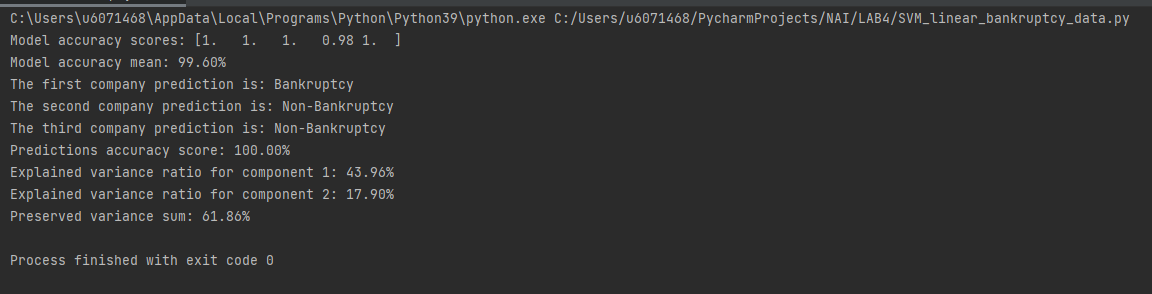 C:\Users\u6071468\AppData\Local\Programs\Python\Python39\python.exe C:/Users/u6071468/PycharmProjects/NAI/LAB4/SVM_linear_bankruptcy_data.py
Model accuracy scores: [1.   1.   1.   0.98 1.  ]
Model accuracy mean: 99.60%
The first company prediction is: Bankruptcy
The second company prediction is: Non-Bankruptcy
The third company prediction is: Non-Bankruptcy
Predictions accuracy score: 100.00%
Explained variance ratio for component 1: 43.96%
Explained variance ratio for component 2: 17.90%
Preserved variance sum: 61.86%
Process finished with exit code 0